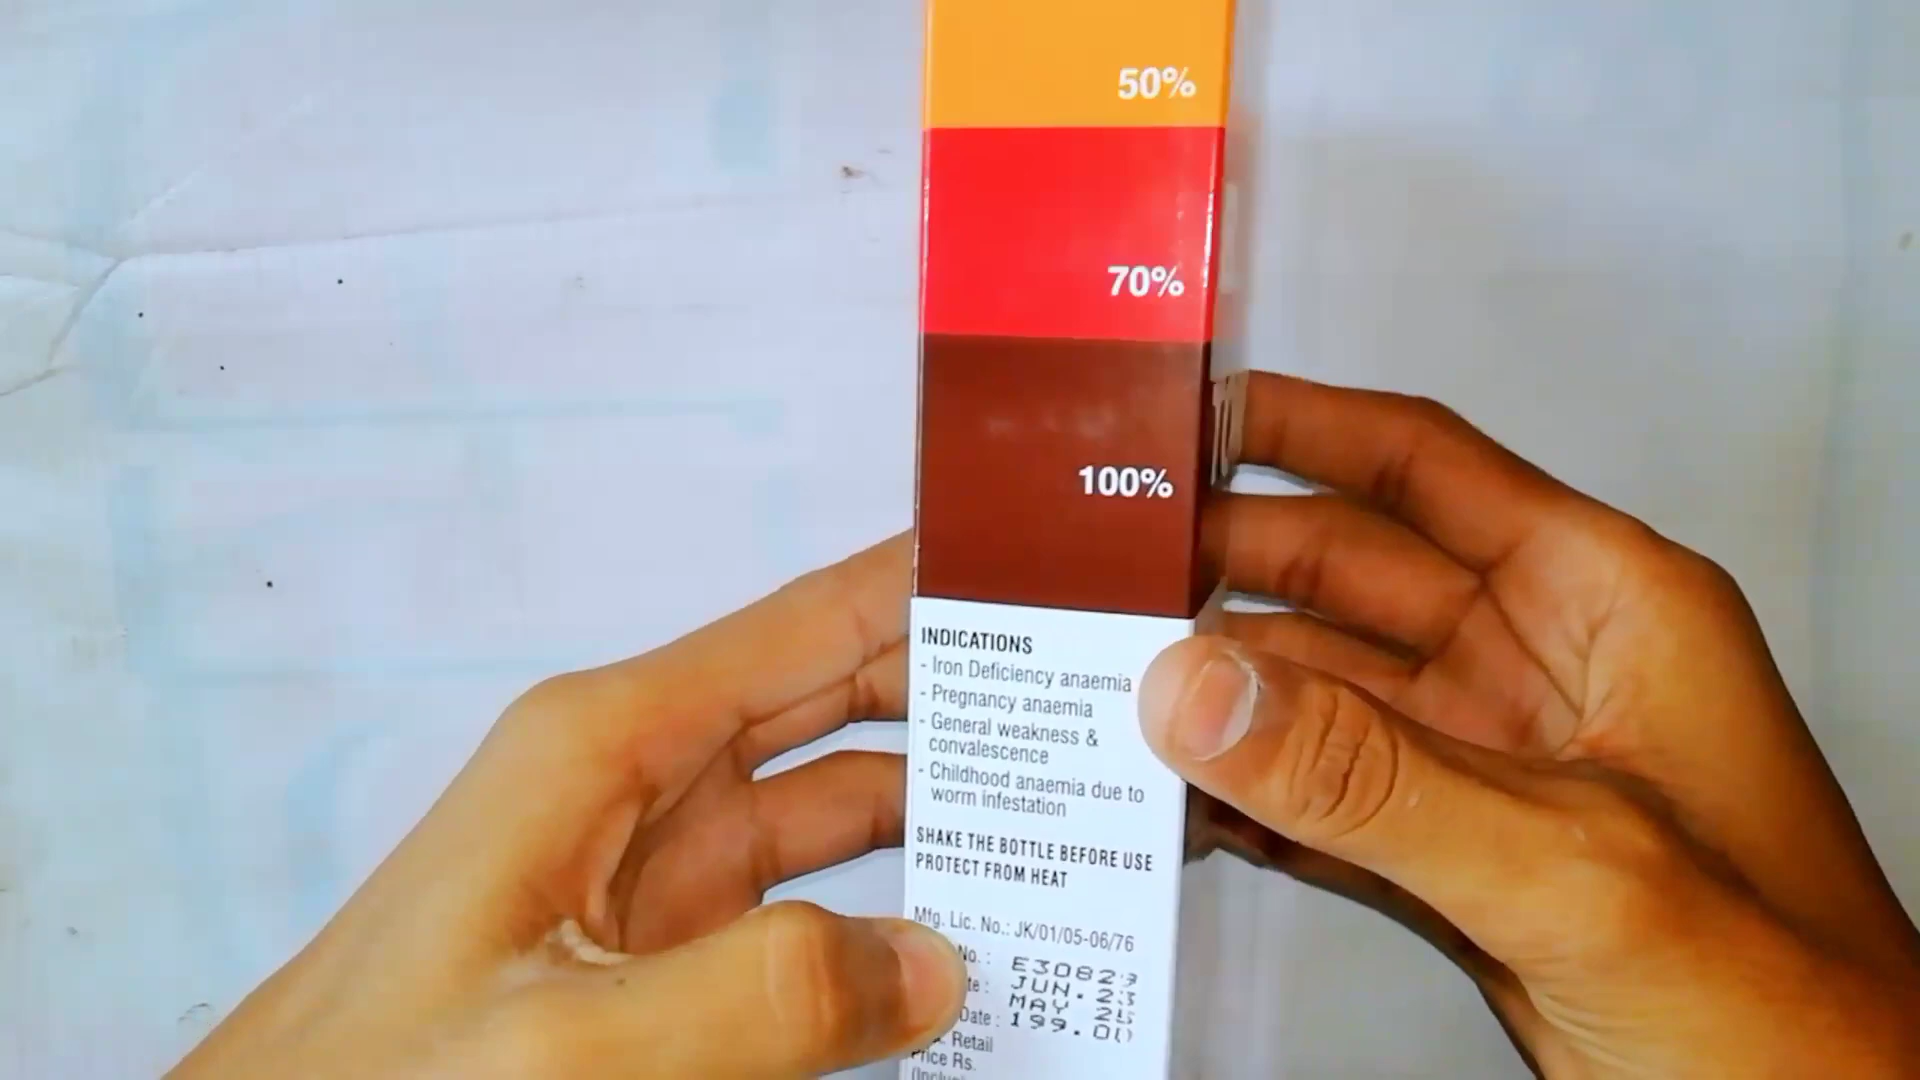 50%
70%
100%
INDICATIONS
- Iron Deficiency anaemia
- Pregnancy anaemia
- General weakness &
convalescence
- Childhood anaemia due to
worm infestation
SHAKE THE BOTTLE BEFORE USE
PROTECT FROM HEAT
Mfg. Lic. No.: JK/01/05-06/76
No. :
JUN. 23
MAY 25
Date : 199.00
Retail
Price Rs.